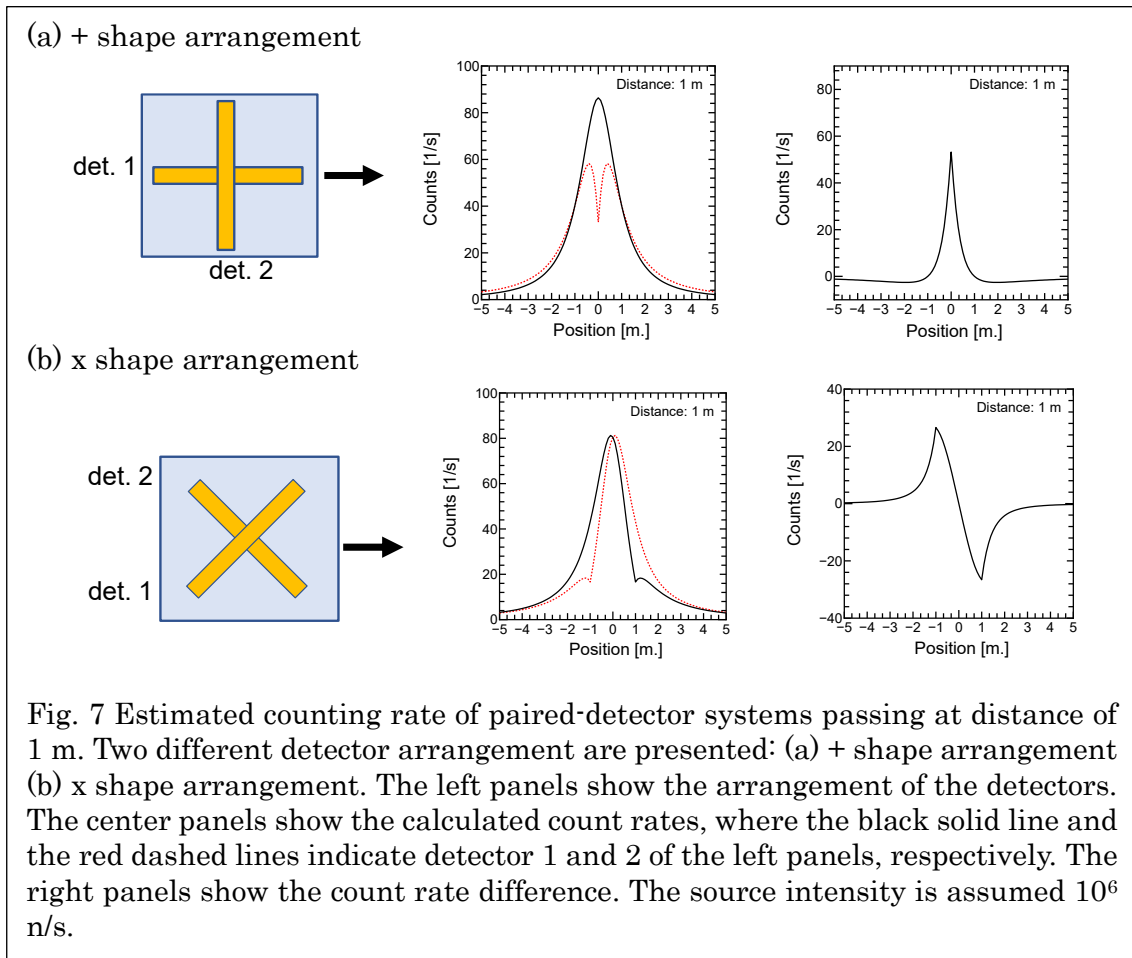 (a) + shape arrangement
det. 1
det. 2
100
80
60
40
20
0
Counts [1/s]
Distance: 1 m
−5 −4 −3 −2 −1 0 1 2 3 4 5
Position [m.]
80
60
40
20
0
Counts [1/s]
Distance: 1 m
−5 −4 −3 −2 −1 0 1 2 3 4 5
Position [m.]
(b) x shape arrangement
det. 2
det. 1
100
80
60
40
20
0
Counts [1/s]
Distance: 1 m
−5 −4 −3 −2 −1 0 1 2 3 4 5
Position [m.]
40
20
0
−20
−40
Counts [1/s]
Distance: 1 m
−5 −4 −3 −2 −1 0 1 2 3 4 5
Position [m.]
Fig. 7 Estimated counting rate of paired-detector systems passing at distance of
1 m. Two different detector arrangement are presented: (a) + shape arrangement
(b) x shape arrangement. The left panels show the arrangement of the detectors.
The center panels show the calculated count rates, where the black solid line and
the red dashed lines indicate detector 1 and 2 of the left panels, respectively. The
right panels show the count rate difference. The source intensity is assumed 10⁶
n/s.